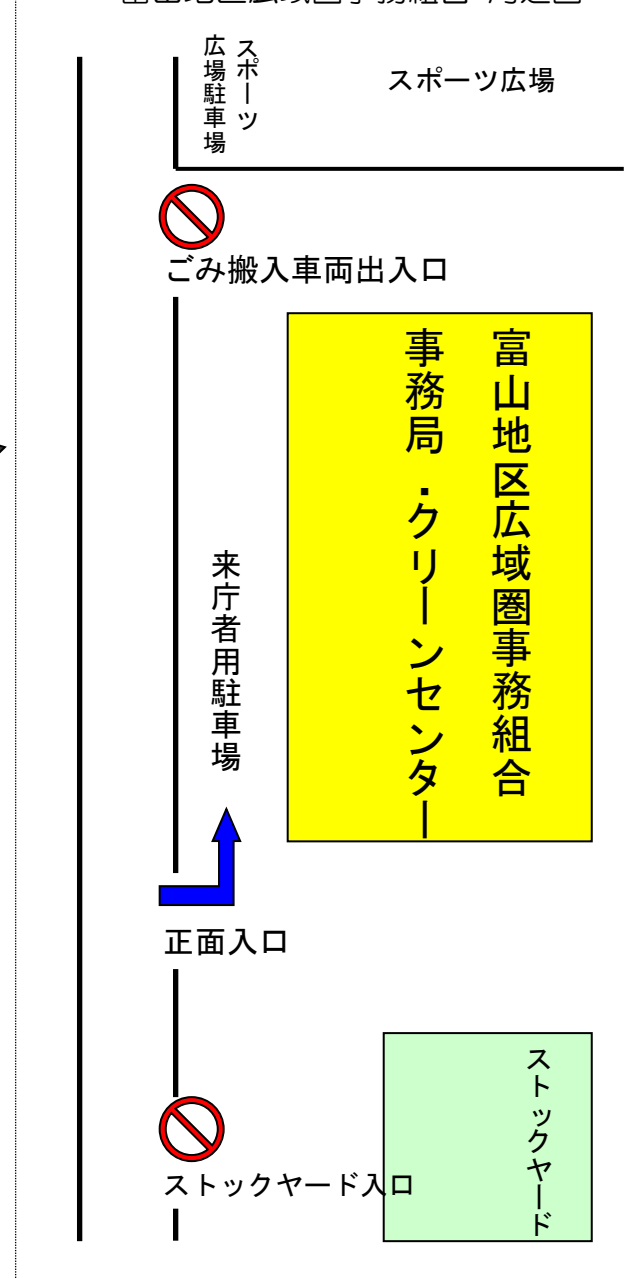 スポーツ
広場駐車場
スポーツ広場
ごみ搬入車両出入口
富山地区広域圏事務組合
事務局・クリーンセンター
来庁者用駐車場
正面入口
ストックヤード
ストックヤード入口